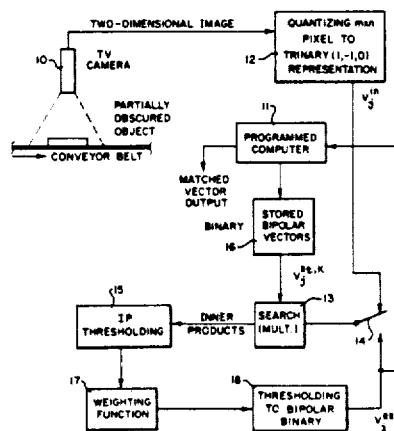 TWO-DIMENSIONAL IMAGE
10
TV
CAMERA
QUANTIZING mxn
PIXEL TO
TRINARY (1,-1,0)
REPRESENTATION
12
PARTIALLY
OBSCURED
OBJECT
CONVEYOR BELT
11
PROGRAMMED
COMPUTER
MATCHED
VECTOR
OUTPUT
BINARY
STORED
BIPOLAR
VECTORS
16
15
IP
THRESHOLDING
INNER
PRODUCTS
13
SEARCH
(MULT.)
14
17
WEIGHTING
FUNCTION
18
THRESHOLDING
TO BIPOLAR
BINARY